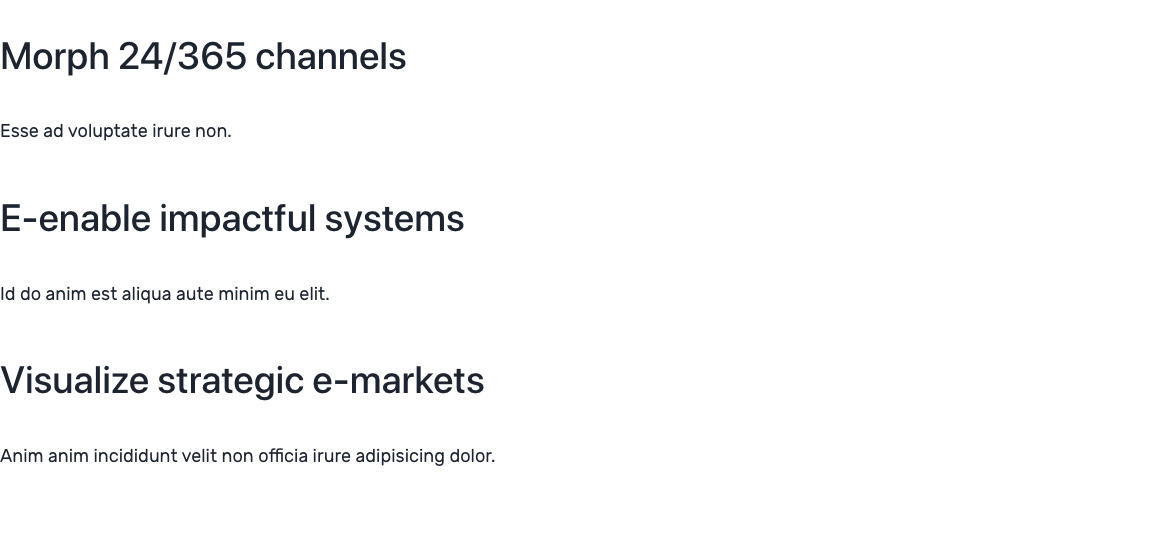 Morph 24/365 channels
Esse ad voluptate irure non.
E-enable impactful systems
Id do anim est aliqua aute minim eu elit.
Visualize strategic e-markets
Anim anim incididunt velit non officia irure adipisicing dolor.